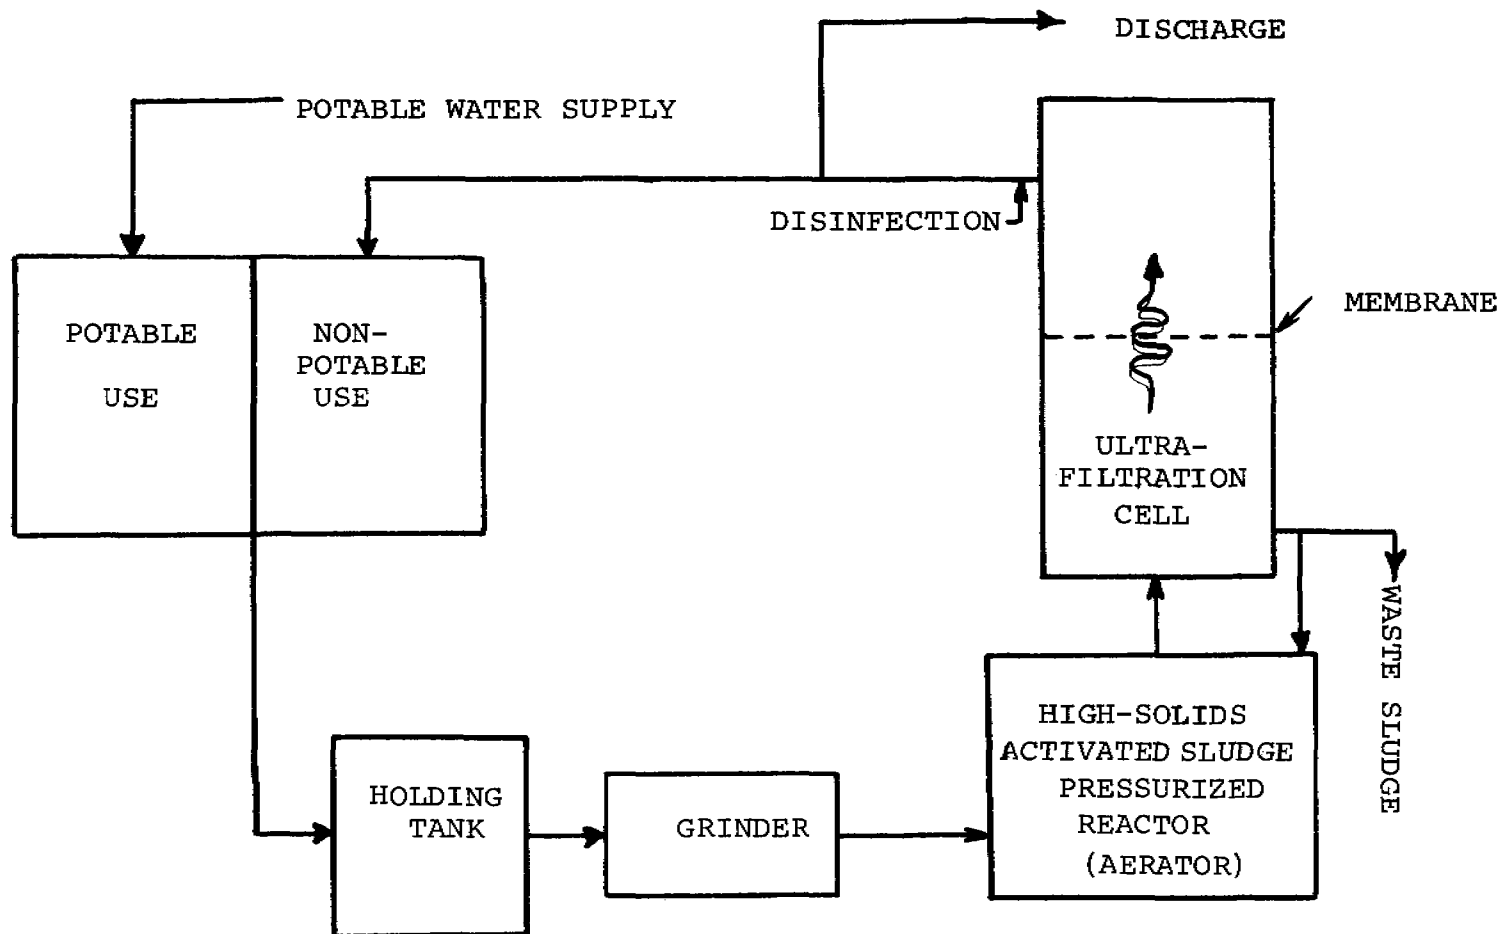 DISCHARGE
POTABLE WATER SUPPLY
DISINFECTION
MEMBRANE
POTABLE
USE
NON-
POTABLE
USE
ULTRA-
FILTRATION
CELL
WASTE SLUDGE
HIGH-SOLIDS
ACTIVATED SLUDGE
PRESSURIZED
REACTOR
(AERATOR)
HOLDING
TANK
GRINDER